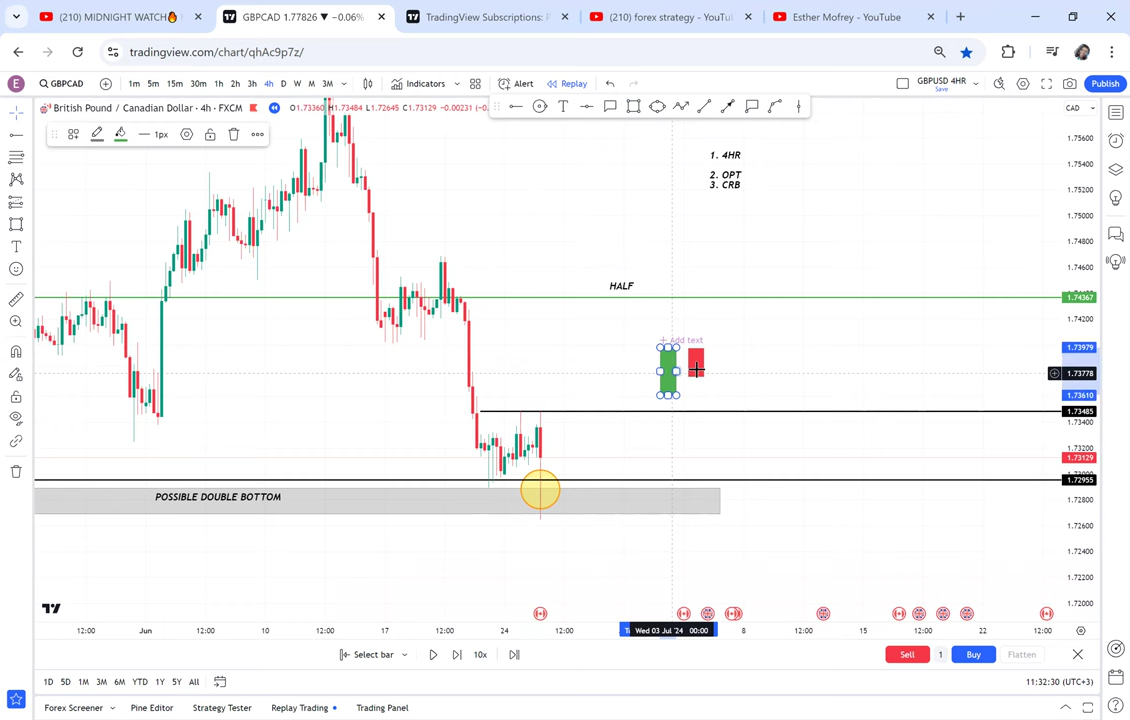 (210) MIDNIGHT WATCH🔥
GBPCAD 1.77826 ▼ −0.06%
TradingView Subscriptions: P
(210) forex strategy - YouTu
Esther Mofrey - YouTube
tradingview.com/chart/qhAc9p7z/
E
GBPCAD
1m 5m 15m 30m 1h 2h 3h 4h D W M 3M
Indicators
Alert
Replay
GBPUSD 4HR
Save
Publish
British Pound / Canadian Dollar · 4h · FXCM
O1.73360 H1.73484 L1.72645 C1.73129 −0.00231 (−0.
CAD
1px
1.75600
1. 4HR
1.75400
2. OPT
3. CRB
1.75200
1.75000
1.74800
1.74600
HALF
1.74367
1.74200
+ Add text
1.73979
1.73778
1.73610
1.73485
1.73200
1.73129
1.72955
POSSIBLE DOUBLE BOTTOM
1.72800
1.72600
1.72400
1.72200
1.72000
12:00 Jun 12:00 10 12:00 17 12:00 24 12:00 Wed 03 Jul '24 00:00 8 12:00 15 12:00 22 12:00
Select bar
10x
Sell
1
Buy
Flatten
1D 5D 1M 3M 6M YTD 1Y 5Y All
11:32:30 (UTC+3)
Forex Screener
Pine Editor
Strategy Tester
Replay Trading
Trading Panel